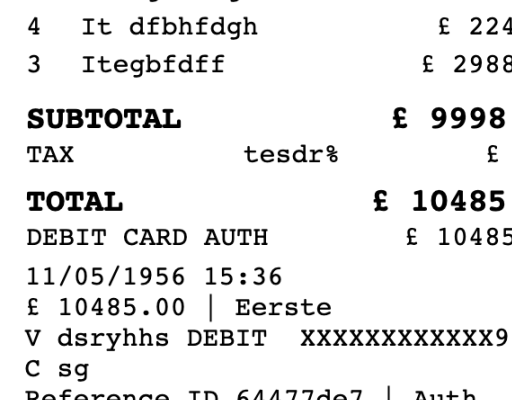 4 It dfbhfdgh £ 224
3 Itegbfdff £ 2988
SUBTOTAL £ 9998
TAX tesdr% £
TOTAL £ 10485
DEBIT CARD AUTH £ 10485
11/05/1956 15:36
£ 10485.00 | Eerste
V dsryhhs DEBIT XXXXXXXXXXXX9
C sg
Reference ID 64477de7 | Auth